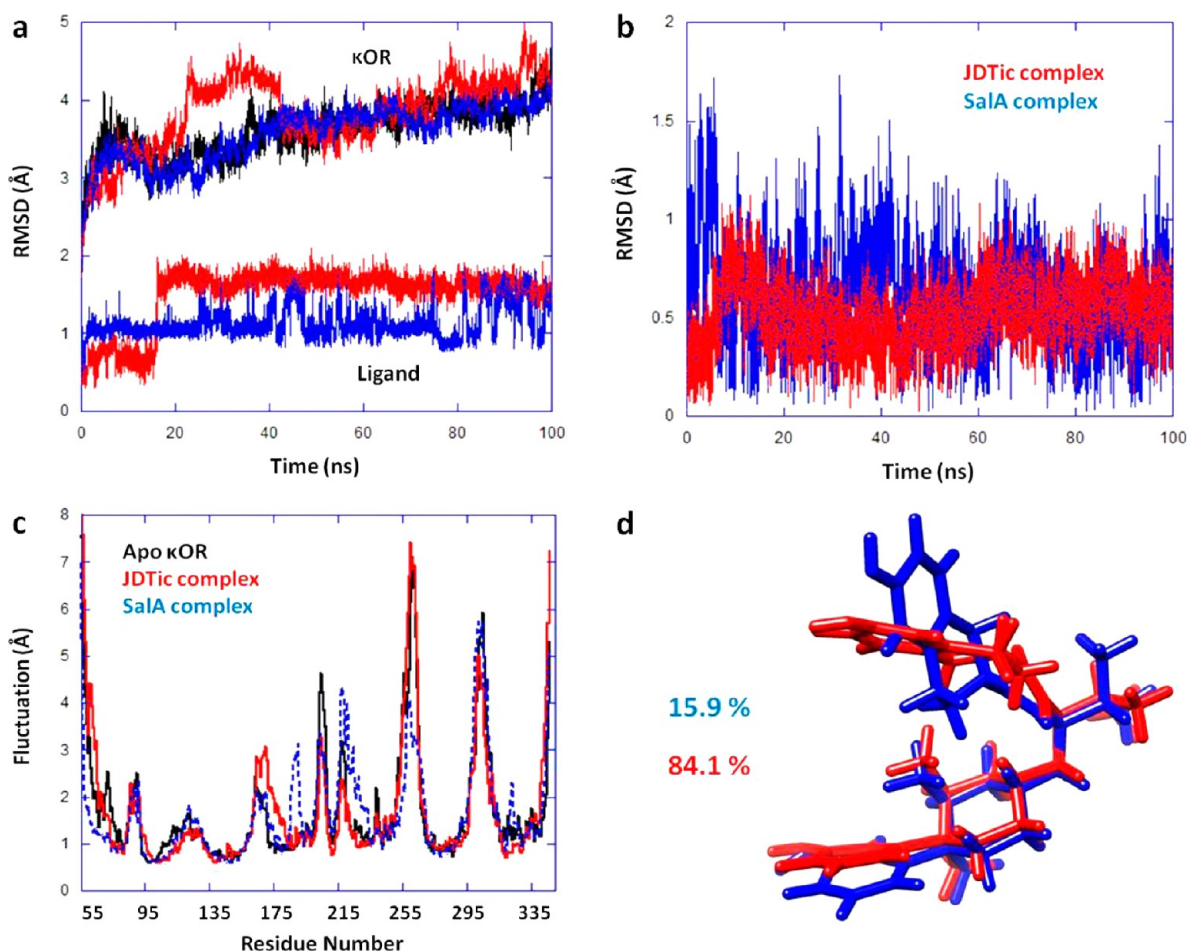 a
5
4
3
2
1
0
RMSD (Å)
κOR
Ligand
0 20 40 60 80 100
Time (ns)
b
2
1.5
1
0.5
0
RMSD (Å)
JDTic complex
SalA complex
0 20 40 60 80 100
Time (ns)
c
8
7
6
5
4
3
2
1
0
Fluctuation (Å)
Apo κOR
JDTic complex
SalA complex
55 95 135 175 215 255 295 335
Residue Number
d
15.9 %
84.1 %